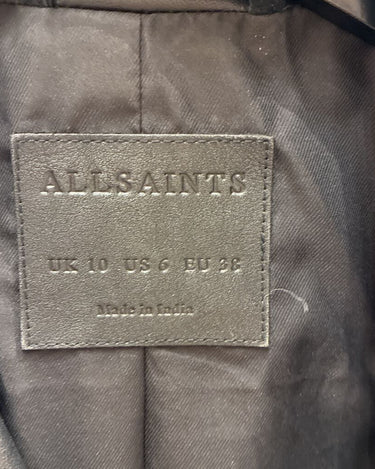 ALLSAINTS
UK 10 US 6 EU 38
Made in India